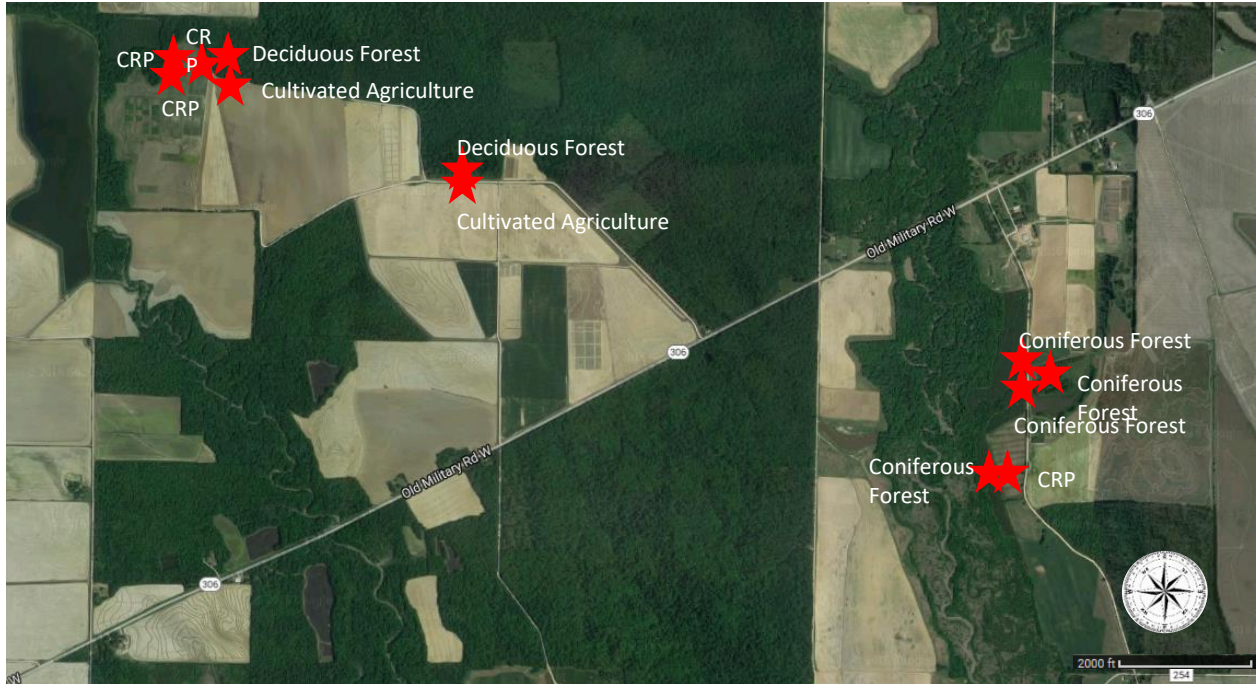 CR
P
CRP
CRP
Deciduous Forest
Cultivated Agriculture
Deciduous Forest
Cultivated Agriculture
306
Old Military Rd W
306
Coniferous Forest
Coniferous
Forest
Coniferous Forest
Old Military Rd W
Coniferous
Forest
CRP
306
W
2000 ft
254